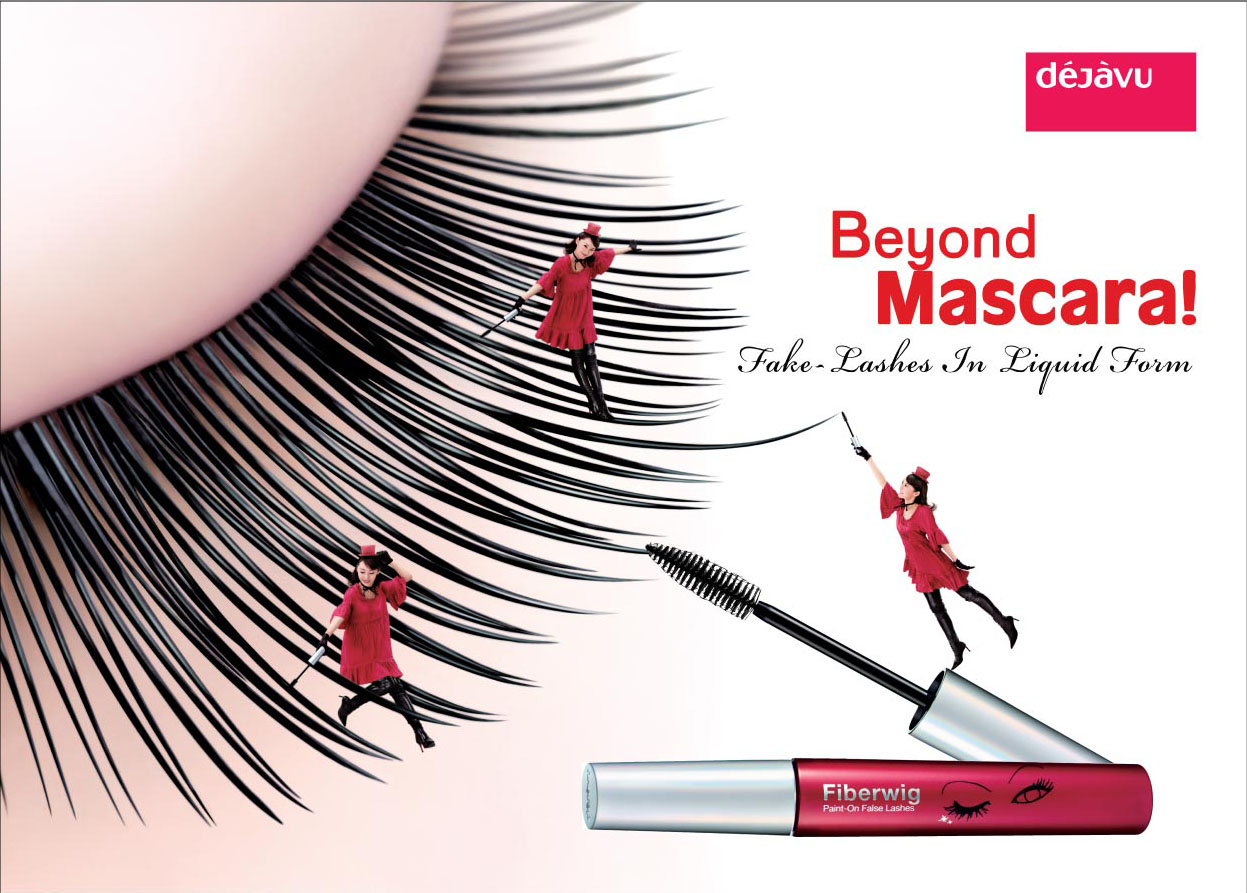 déjàvu
Beyond
Mascara!
Fake-Lashes In Liquid Form
Fiberwig
Paint-On False Lashes